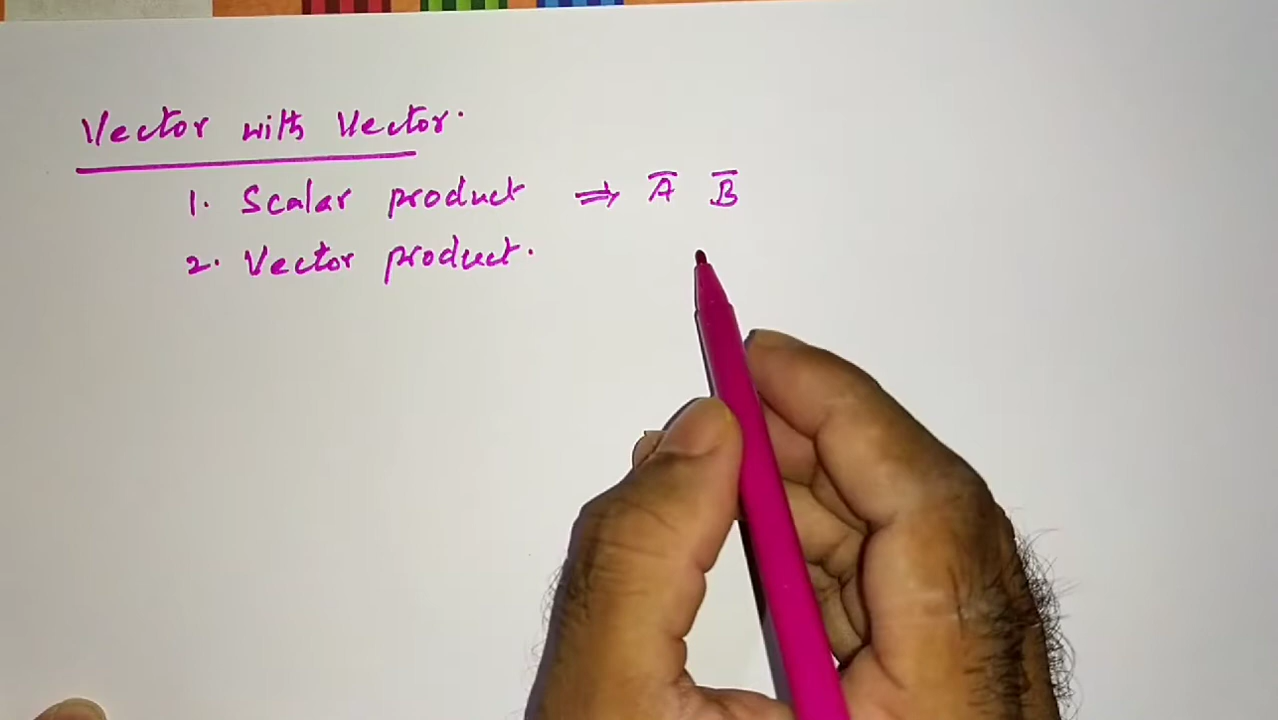 Vector with Vector.
1. Scalar product ⇒ A̅ B̅
2. Vector product.